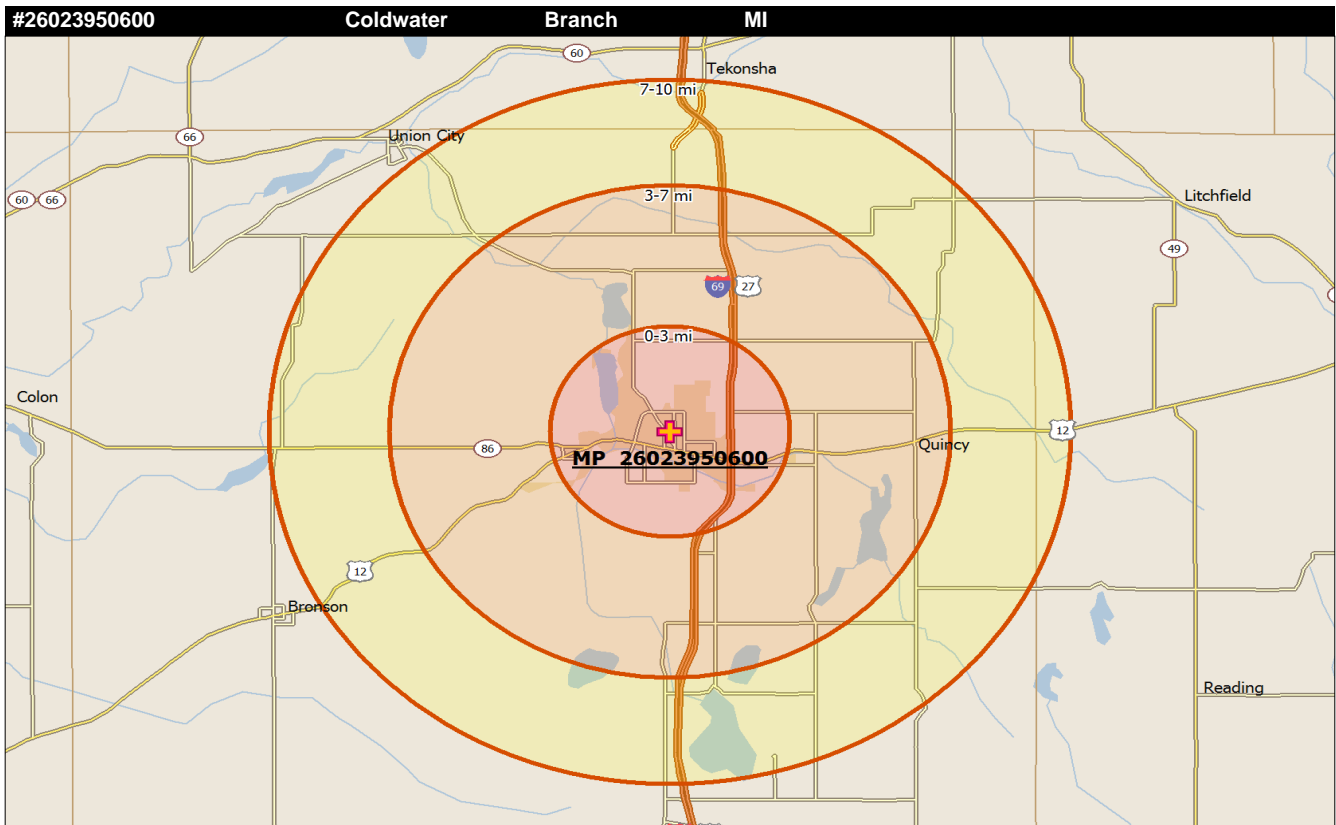 #26023950600 Coldwater Branch MI
60
Tekonsha
7-10 mi
66
Union City
60 66
3-7 mi
Litchfield
49
69 27
0-3 mi
Colon
12
86
Quincy
MP 26023950600
12
Bronson
Reading